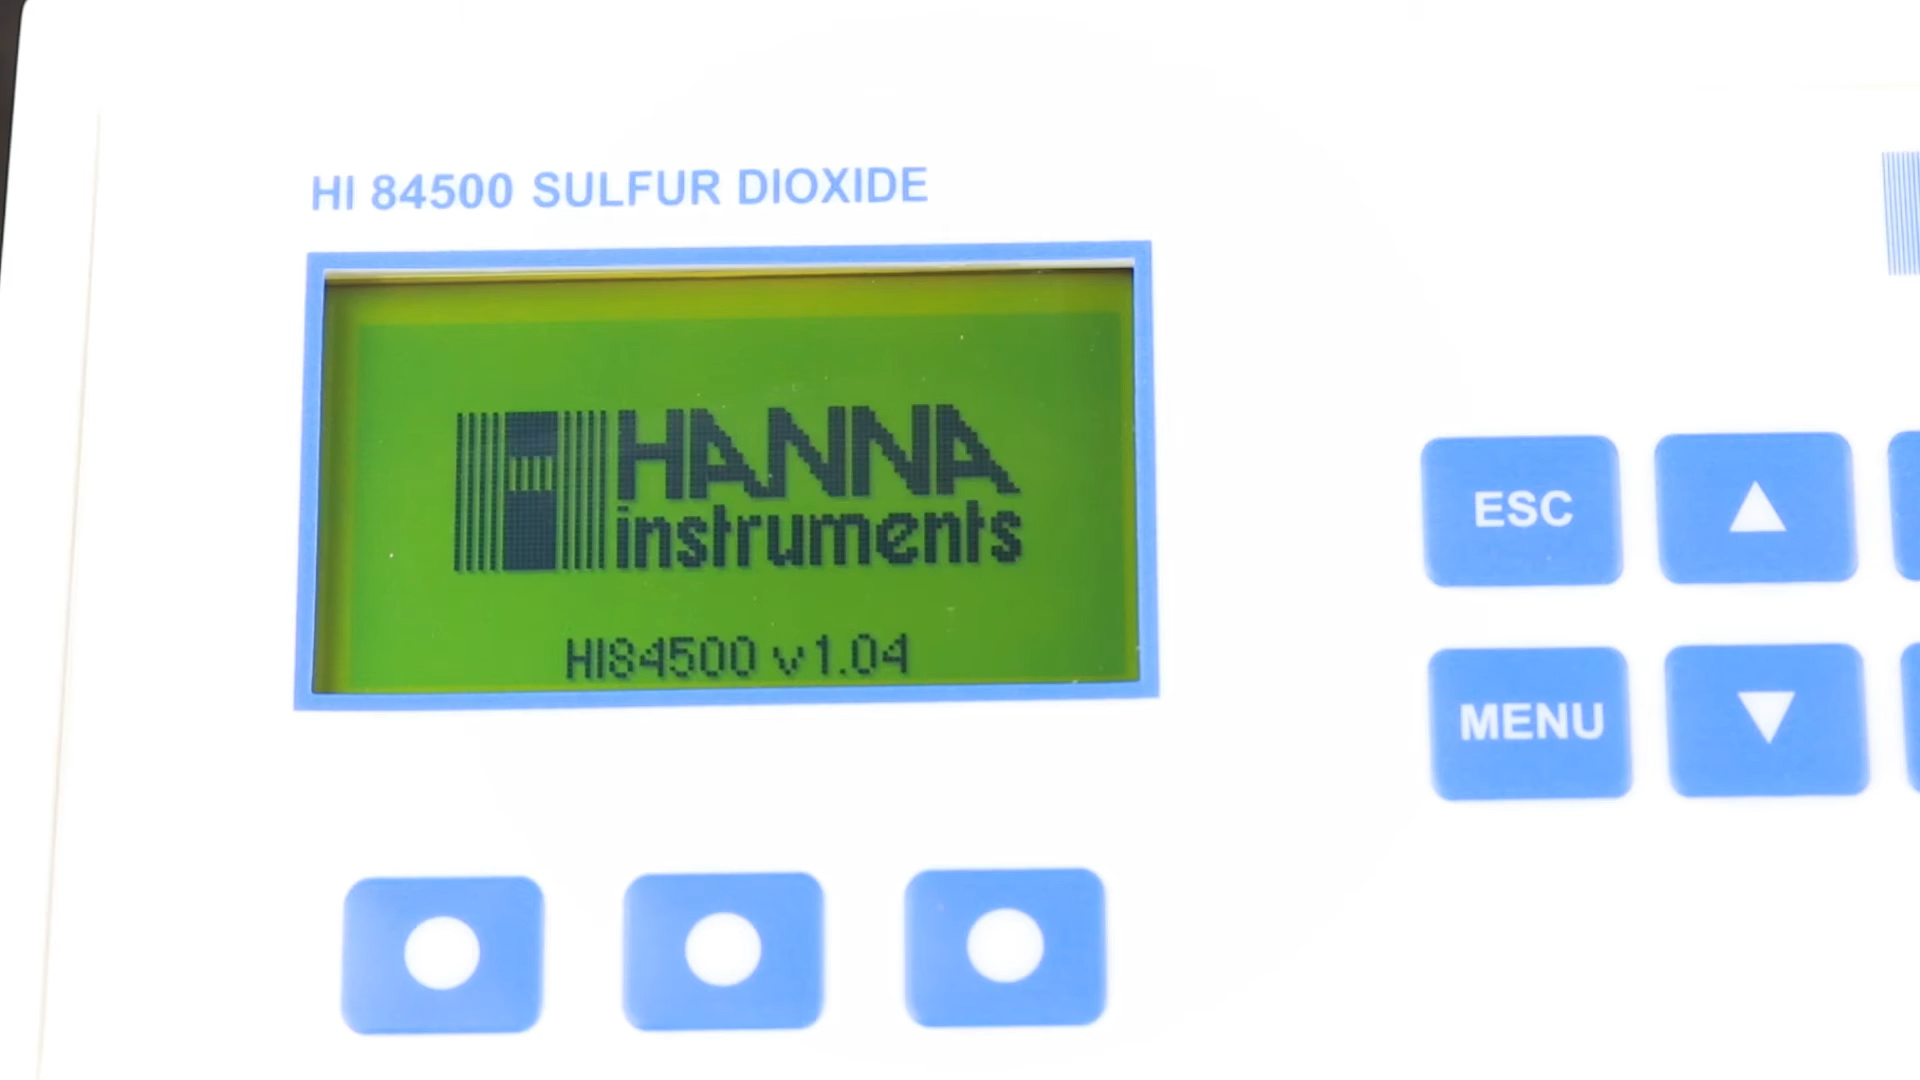 HI 84500 SULFUR DIOXIDE
HANNA
instruments
HI84500 v1.04
ESC
MENU